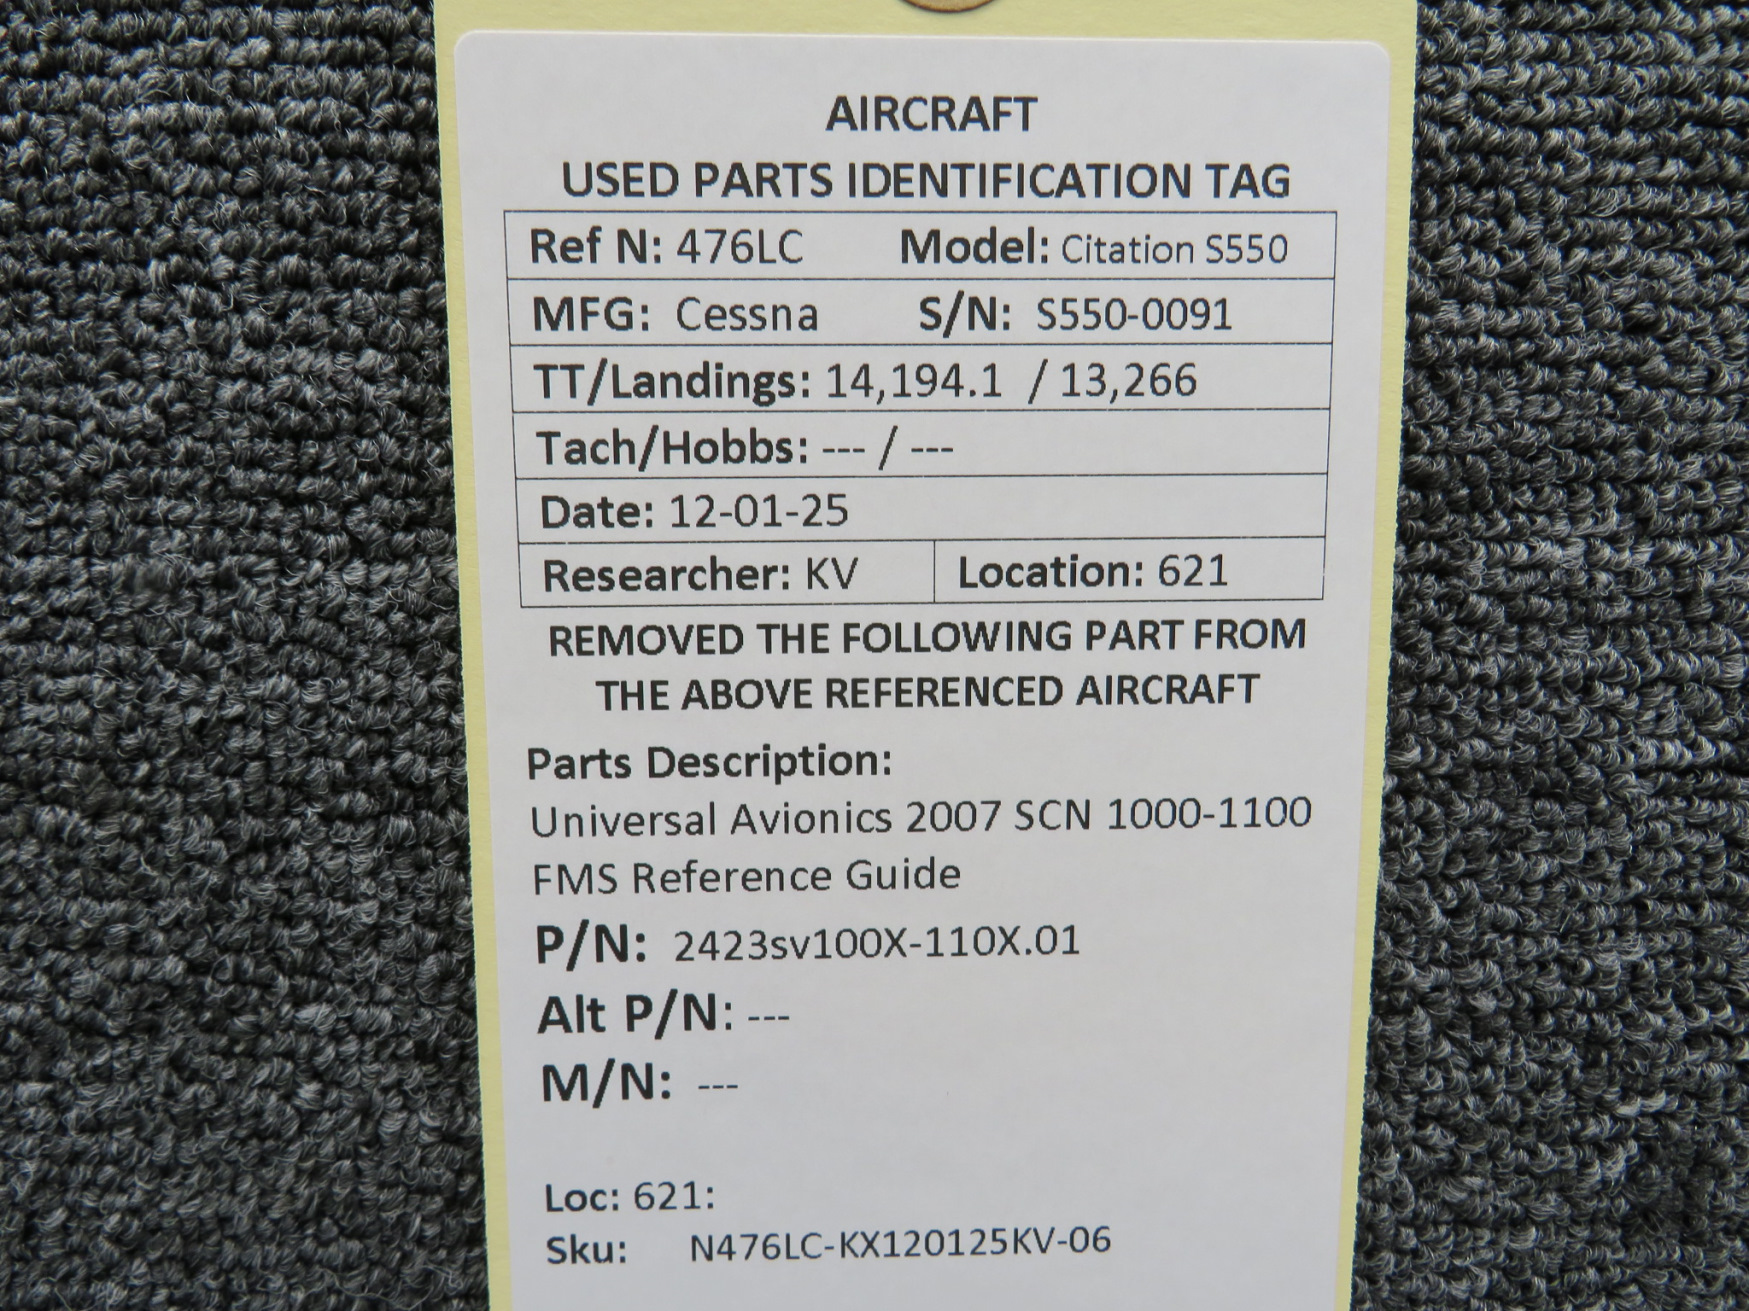 AIRCRAFT
USED PARTS IDENTIFICATION TAG
Ref N: 476LC Model: Citation S550
MFG: Cessna S/N: S550-0091
TT/Landings: 14,194.1 / 13,266
Tach/Hobbs: --- / ---
Date: 12-01-25
Researcher: KV Location: 621
REMOVED THE FOLLOWING PART FROM
THE ABOVE REFERENCED AIRCRAFT
Parts Description:
Universal Avionics 2007 SCN 1000-1100
FMS Reference Guide
P/N: 2423sv100X-110X.01
Alt P/N: ---
M/N: ---
Loc: 621:
Sku: N476LC-KX120125KV-06